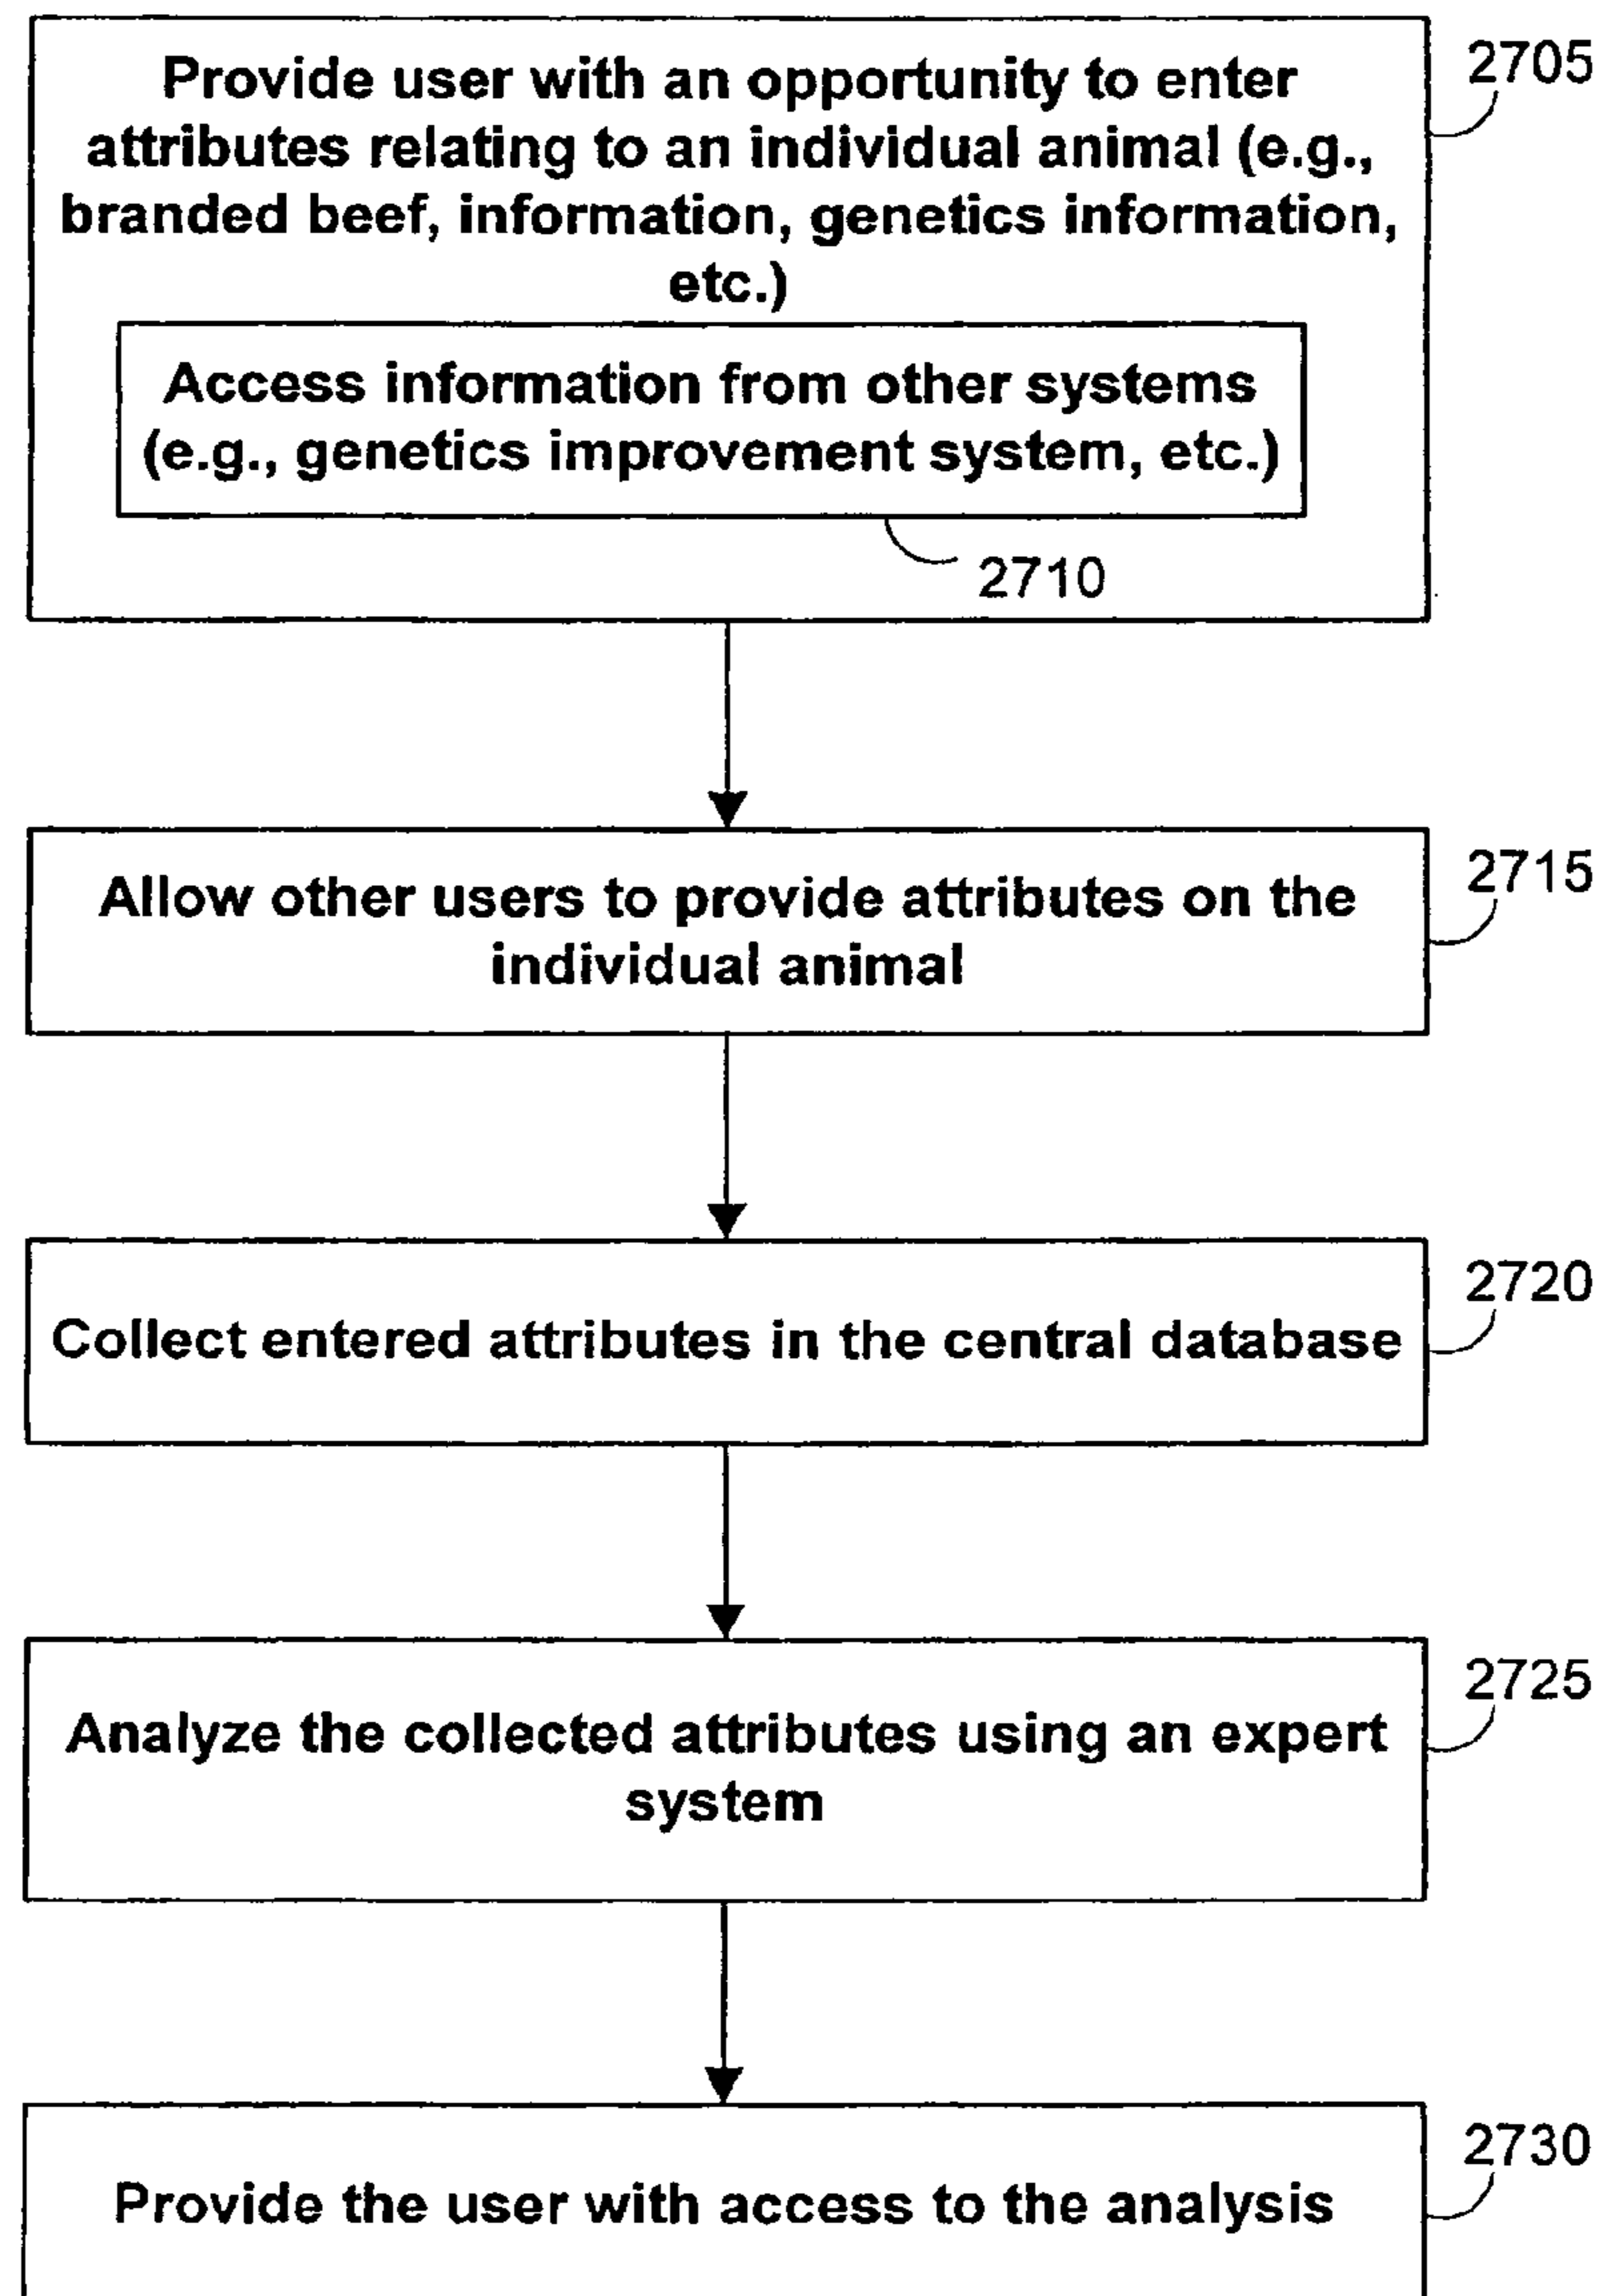 Provide user with an opportunity to enter
2705
attributes relating to an individual animal (e.g.,
branded beef, information, genetics information,
etc.)
Access information from other systems
(e.g., genetics improvement system, etc.)
2710
Allow other users to provide attributes on the
2715
individual animal
Collect entered attributes in the central database
2720
Analyze the collected attributes using an expert
2725
system
Provide the user with access to the analysis
2730